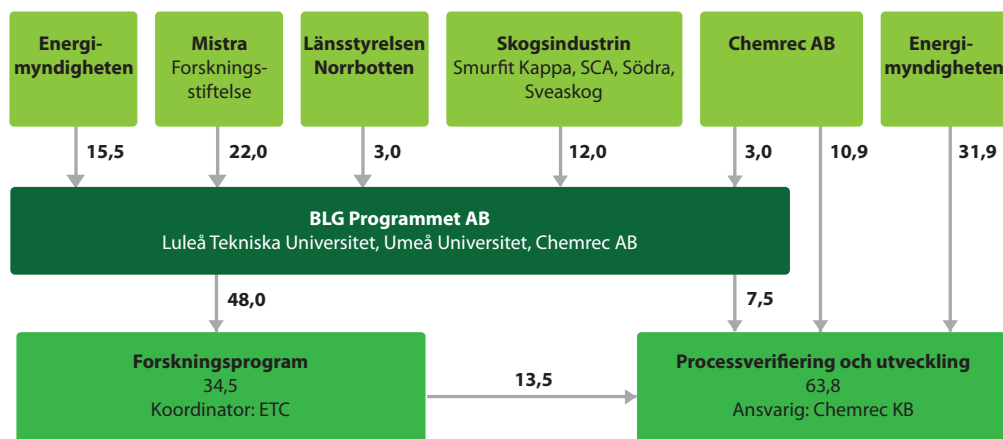 Energi-
myndigheten
Mistra
Forsknings-
stiftelse
Länsstyrelsen
Norrbotten
Skogsindustrin
Smurfit Kappa, SCA, Södra,
Sveaskog
Chemrec AB
Energi-
myndigheten
15,5
22,0
3,0
12,0
3,0
10,9
31,9
BLG Programmet AB
Luleå Tekniska Universitet, Umeå Universitet, Chemrec AB
48,0
7,5
Forskningsprogram
34,5
Koordinator: ETC
13,5
Processverifiering och utveckling
63,8
Ansvarig: Chemrec KB